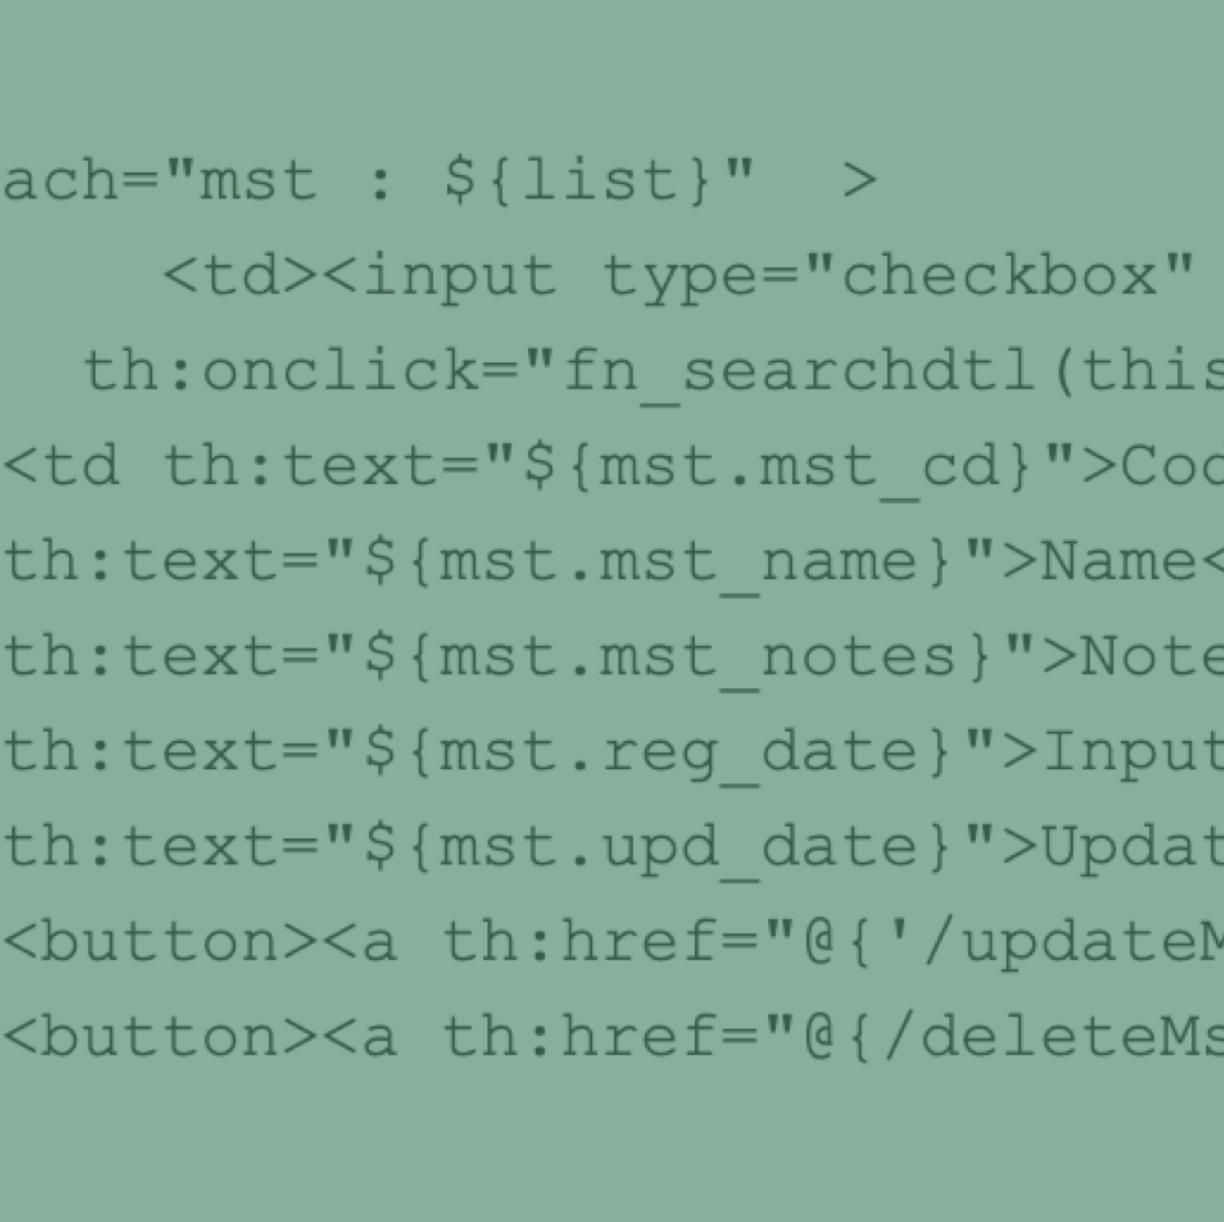 ach="mst : ${list}"  >
<td><input type="checkbox"
th:onclick="fn_searchdtl(this
<td th:text="${mst.mst_cd}">Coc
th:text="${mst.mst_name}">Name<
th:text="${mst.mst_notes}">Note
th:text="${mst.reg_date}">Input
th:text="${mst.upd_date}">Updat
<button><a th:href="@{'/updateM
<button><a th:href="@{/deleteMs